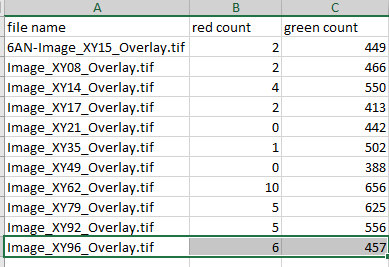 A B C
file name red count green count
6AN-Image_XY15_Overlay.tif 2 449
Image_XY08_Overlay.tif 2 466
Image_XY14_Overlay.tif 4 550
Image_XY17_Overlay.tif 2 413
Image_XY21_Overlay.tif 0 442
Image_XY35_Overlay.tif 1 502
Image_XY49_Overlay.tif 0 388
Image_XY62_Overlay.tif 10 656
Image_XY79_Overlay.tif 5 625
Image_XY92_Overlay.tif 5 556
Image_XY96_Overlay.tif 6 457